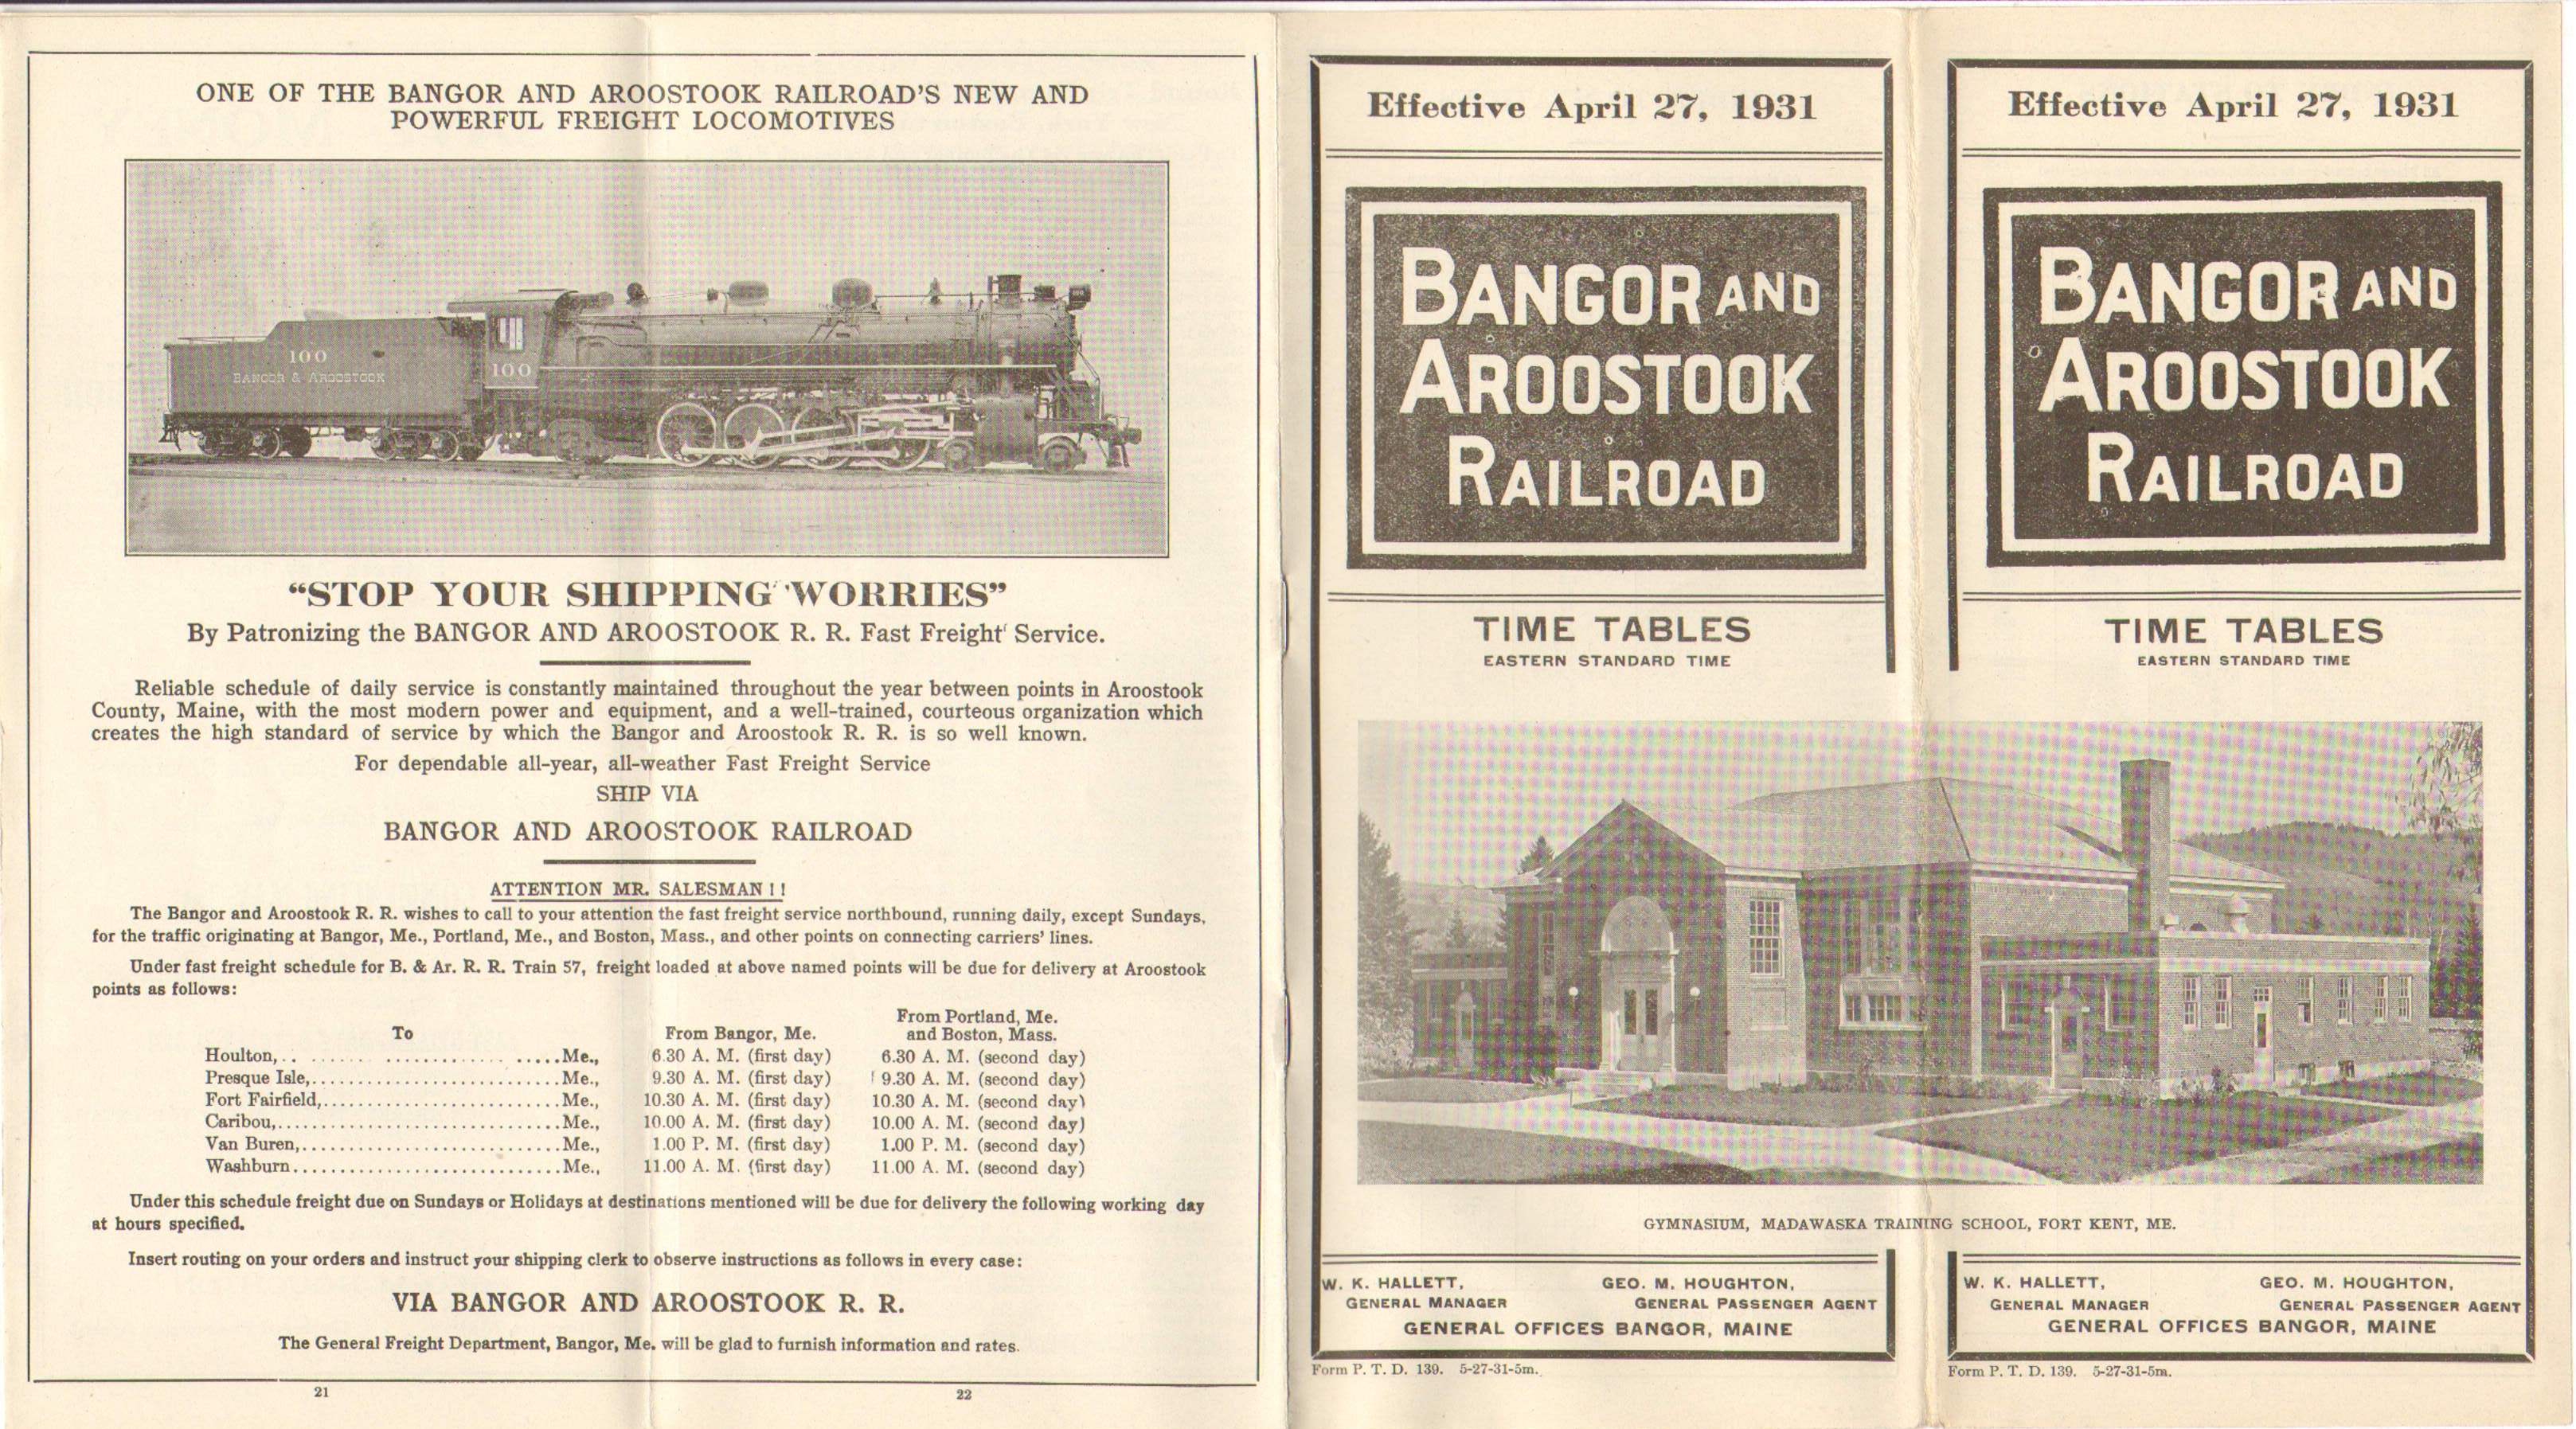 ONE OF THE BANGOR AND AROOSTOOK RAILROAD'S NEW AND
POWERFUL FREIGHT LOCOMOTIVES
100
BANGOR & AROOSTOOK
100
“STOP YOUR SHIPPING WORRIES”
By Patronizing the BANGOR AND AROOSTOOK R. R. Fast Freight Service.
Reliable schedule of daily service is constantly maintained throughout the year between points in Aroostook
County, Maine, with the most modern power and equipment, and a well-trained, courteous organization which
creates the high standard of service by which the Bangor and Aroostook R. R. is so well known.
For dependable all-year, all-weather Fast Freight Service
SHIP VIA
BANGOR AND AROOSTOOK RAILROAD
ATTENTION MR. SALESMAN ! !
The Bangor and Aroostook R. R. wishes to call to your attention the fast freight service northbound, running daily, except Sundays,
for the traffic originating at Bangor, Me., Portland, Me., and Boston, Mass., and other points on connecting carriers' lines.
Under fast freight schedule for B. & Ar. R. R. Train 57, freight loaded at above named points will be due for delivery at Aroostook
points as follows:
To From Bangor, Me. From Portland, Me. and Boston, Mass.
Houlton,.. ....... ............. .....Me., 6.30 A. M. (first day) 6.30 A. M. (second day)
Presque Isle,...........................Me., 9.30 A. M. (first day) 9.30 A. M. (second day)
Fort Fairfield,..........................Me., 10.30 A. M. (first day) 10.30 A. M. (second day)
Caribou,...............................Me., 10.00 A. M. (first day) 10.00 A. M. (second day)
Van Buren,............................Me., 1.00 P. M. (first day) 1.00 P. M. (second day)
Washburn.............................Me., 11.00 A. M. (first day) 11.00 A. M. (second day)
Under this schedule freight due on Sundays or Holidays at destinations mentioned will be due for delivery the following working day
at hours specified.
Insert routing on your orders and instruct your shipping clerk to observe instructions as follows in every case:
VIA BANGOR AND AROOSTOOK R. R.
The General Freight Department, Bangor, Me. will be glad to furnish information and rates.
21
22
Effective April 27, 1931
BANGOR AND
AROOSTOOK
RAILROAD
TIME TABLES
EASTERN STANDARD TIME
Effective April 27, 1931
BANGOR AND
AROOSTOOK
RAILROAD
TIME TABLES
EASTERN STANDARD TIME
GYMNASIUM, MADAWASKA TRAINING SCHOOL, FORT KENT, ME.
W. K. HALLETT, GEO. M. HOUGHTON,
GENERAL MANAGER GENERAL PASSENGER AGENT
GENERAL OFFICES BANGOR, MAINE
Form P. T. D. 139. 5-27-31-5m.
W. K. HALLETT, GEO. M. HOUGHTON,
GENERAL MANAGER GENERAL PASSENGER AGENT
GENERAL OFFICES BANGOR, MAINE
Form P. T. D. 139. 5-27-31-5m.